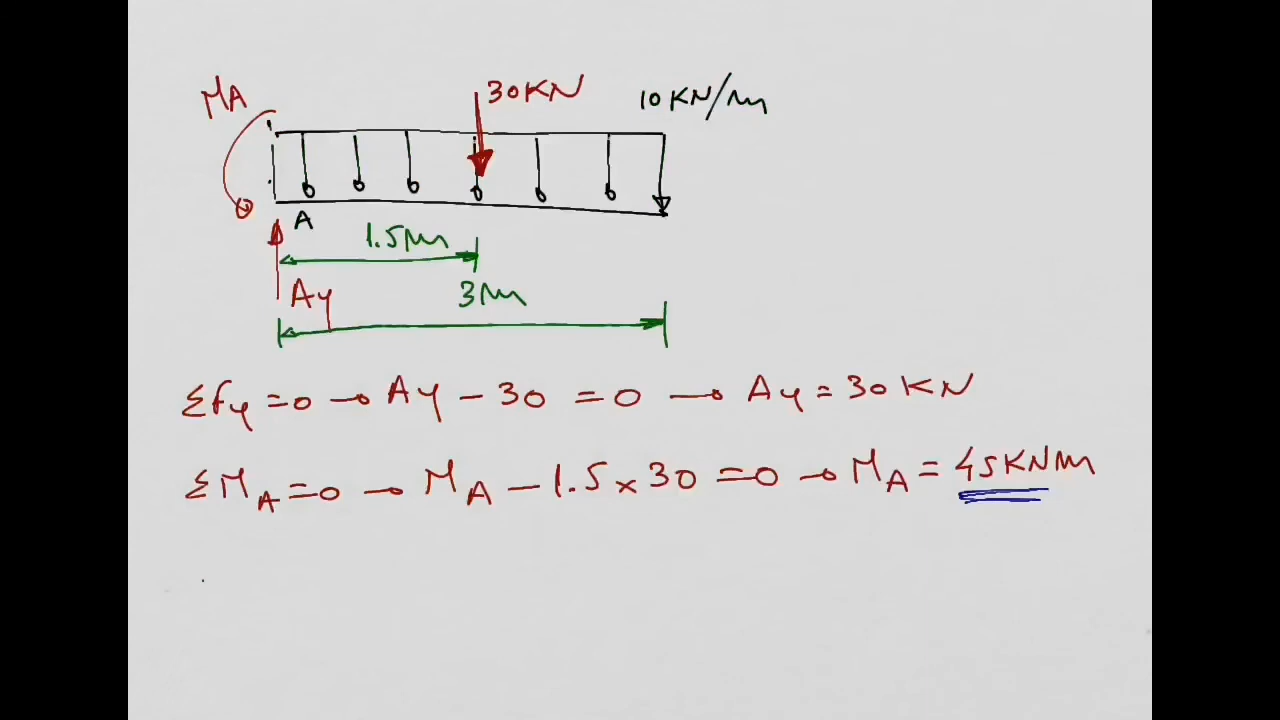 MA
30KN
10KN/m
A
1.5m
Ay
3m
Σfy=0 → Ay - 30 = 0 → Ay = 30KN
ΣMA=0 → MA - 1.5 x 30 = 0 → MA = 45KNm